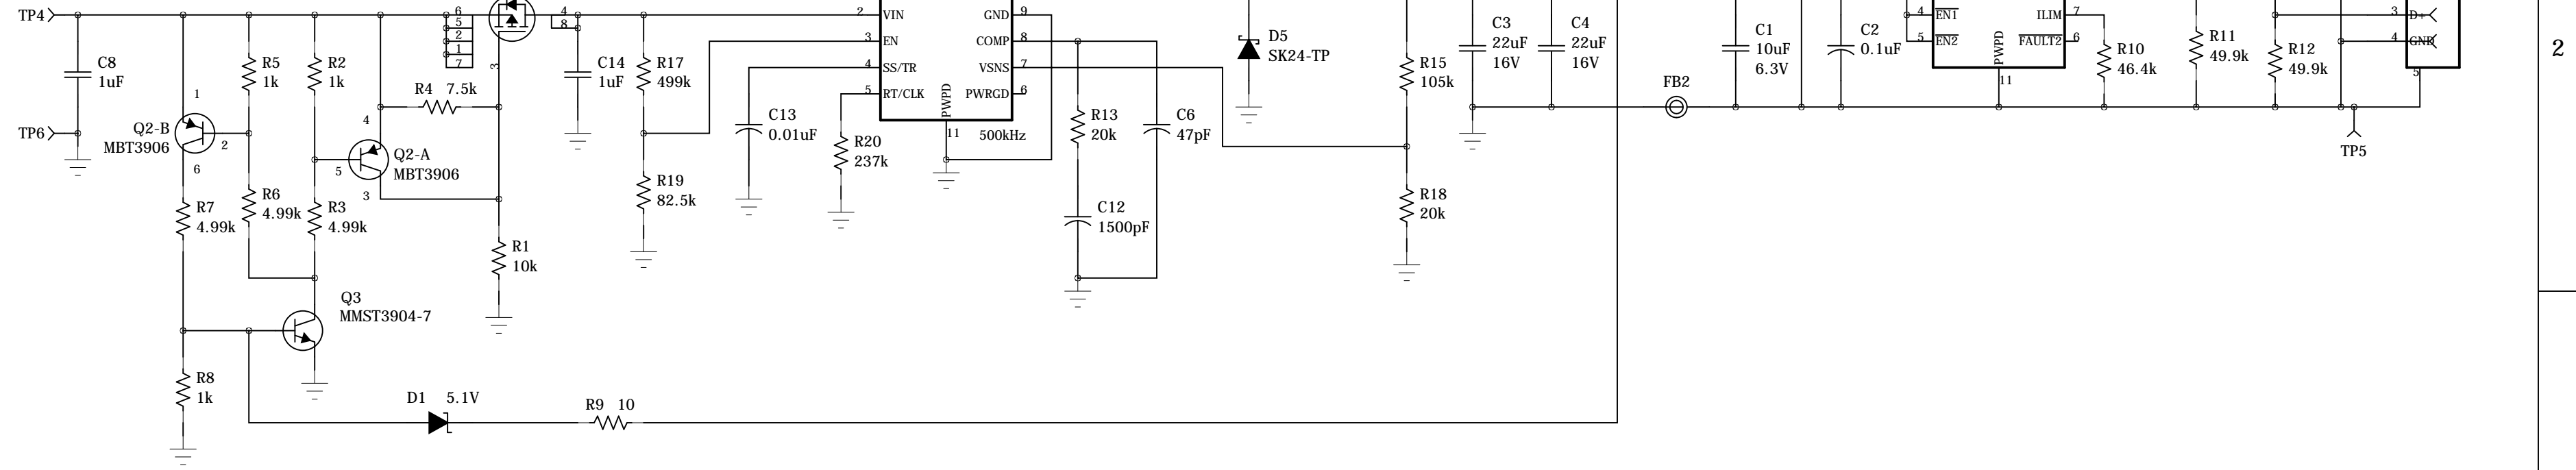 TP4
TP6
C8
1uF
1
Q2-B
MBT3906
2
6
R5
1k
R2
1k
R7
4.99k
R6
4.99k
R3
4.99k
4
5
3
Q2-A
MBT3906
R4 7.5k
6
5
2
1
7
3
4
8
R1
10k
Q3
MMST3904-7
R8
1k
D1 5.1V
R9 10
C14
1uF
R17
499k
R19
82.5k
C13
0.01uF
R20
237k
2
VIN
3
EN
4
SS/TR
5
RT/CLK
GND
9
COMP
8
VSNS
7
PWRGD
6
PWPD
11
500kHz
R13
20k
C6
47pF
C12
1500pF
D5
SK24-TP
R15
105k
R18
20k
C3
22uF
16V
C4
22uF
16V
FB2
C1
10uF
6.3V
C2
0.1uF
4
EN1
5
EN2
ILIM
7
FAULT2
6
PWPD
11
R10
46.4k
R11
49.9k
R12
49.9k
3
D+
4
GND
5
TP5
2